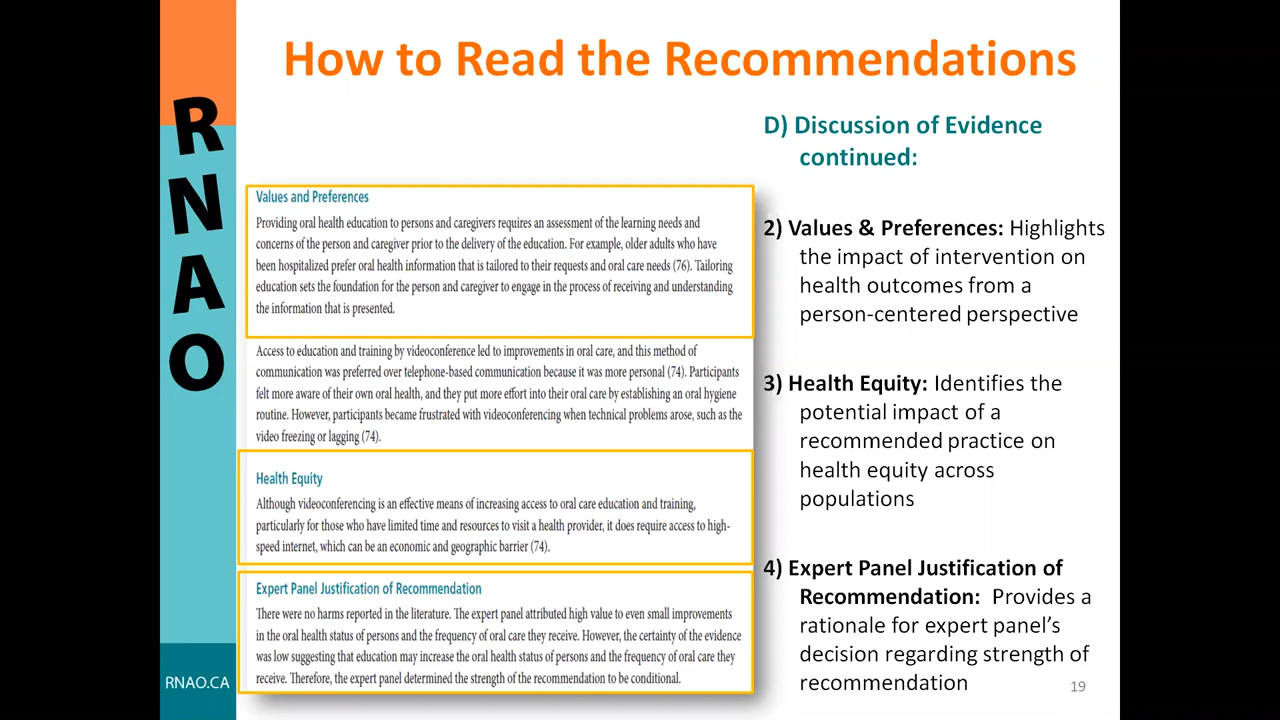 How to Read the Recommendations
R
N
A
O
RNAO.CA
Values and Preferences
Providing oral health education to persons and caregivers requires an assessment of the learning needs and
concerns of the person and caregiver prior to the delivery of the education. For example, older adults who have
been hospitalized prefer oral health information that is tailored to their requests and oral care needs (76). Tailoring
education sets the foundation for the person and caregiver to engage in the process of receiving and understanding
the information that is presented.
Access to education and training by videoconference led to improvements in oral care, and this method of
communication was preferred over telephone-based communication because it was more personal (74). Participants
felt more aware of their own oral health, and they put more effort into their oral care by establishing an oral hygiene
routine. However, participants became frustrated with videoconferencing when technical problems arose, such as the
video freezing or lagging (74).
Health Equity
Although videoconferencing is an effective means of increasing access to oral care education and training,
particularly for those who have limited time and resources to visit a health provider, it does require access to high-
speed internet, which can be an economic and geographic barrier (74).
Expert Panel Justification of Recommendation
There were no harms reported in the literature. The expert panel attributed high value to even small improvements
in the oral health status of persons and the frequency of oral care they receive. However, the certainty of the evidence
was low suggesting that education may increase the oral health status of persons and the frequency of oral care they
receive. Therefore, the expert panel determined the strength of the recommendation to be conditional.
D) Discussion of Evidence
continued:
2) Values & Preferences: Highlights
the impact of intervention on
health outcomes from a
person-centered perspective
3) Health Equity: Identifies the
potential impact of a
recommended practice on
health equity across
populations
4) Expert Panel Justification of
Recommendation: Provides a
rationale for expert panel's
decision regarding strength of
recommendation
19